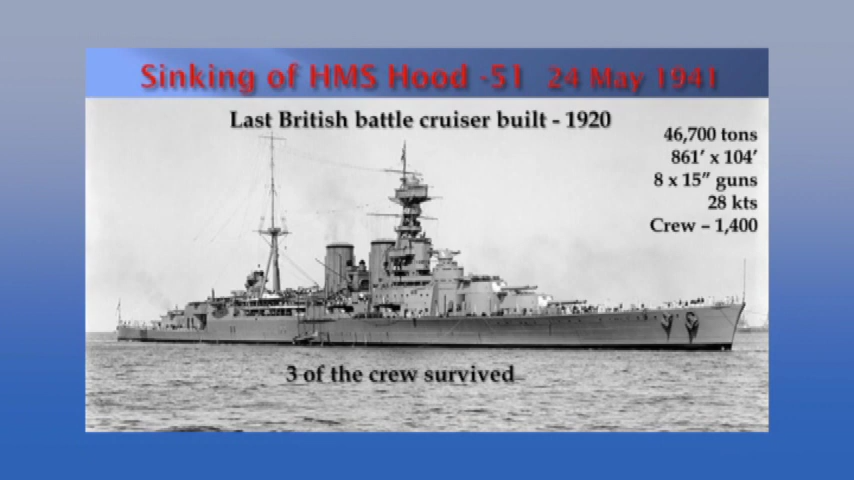 Sinking of HMS Hood -51 24 May 1941
Last British battle cruiser built - 1920
46,700 tons
861’ x 104’
8 x 15” guns
28 kts
Crew – 1,400
3 of the crew survived